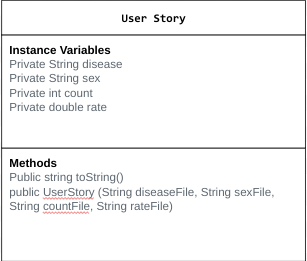 User Story
Instance Variables
Private String disease
Private String sex
Private int count
Private double rate
Methods
Public string toString()
public UserStory (String diseaseFile, String sexFile,
String countFile, String rateFile)